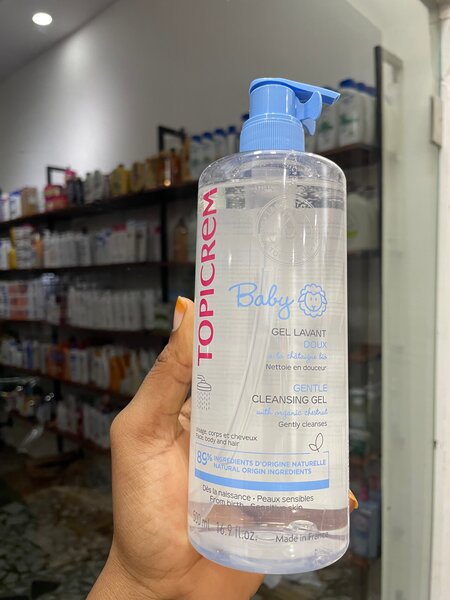 TOPICREM
Baby
GEL LAVANT
DOUX
à la châtaigne bio
Nettoie en douceur
GENTLE
CLEANSING GEL
with organic chestnut
Gently cleanses
Visage, corps et cheveux
Face, body and hair
89% INGRÉDIENTS D'ORIGINE NATURELLE
NATURAL ORIGIN INGREDIENTS
Dès la naissance • Peaux sensibles
From birth • Sensitive skin
500 ml 16.9 fl.oz. Made in France